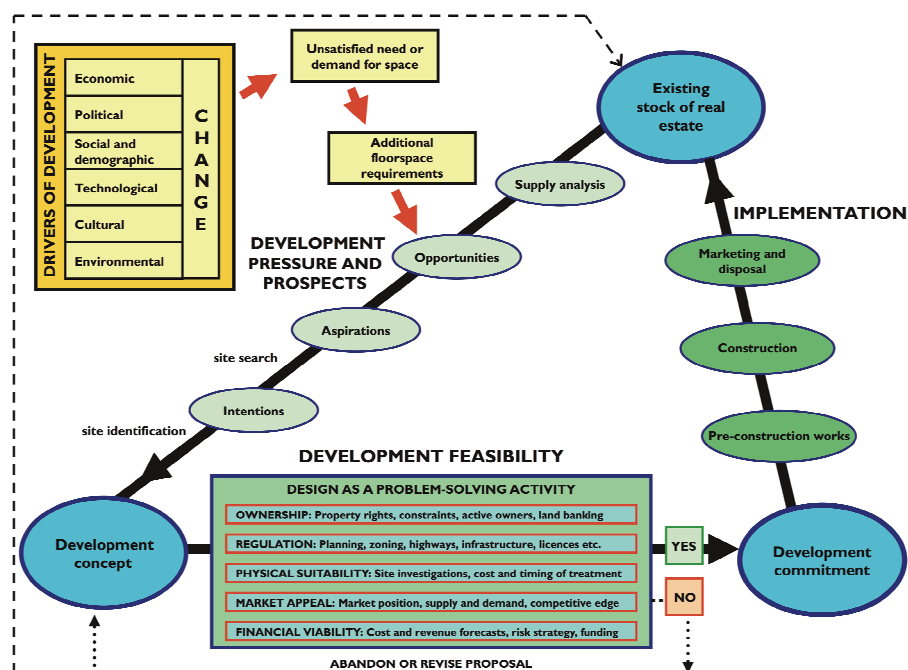 DRIVERS OF DEVELOPMENT
Economic
Political
Social and
demographic
Technological
Cultural
Environmental
CHANGE
Unsatisfied need or
demand for space
Additional
floorspace
requirements
Existing
stock of real
estate
Supply analysis
Opportunities
DEVELOPMENT
PRESSURE AND
PROSPECTS
Aspirations
site search
Intentions
site identification
IMPLEMENTATION
Marketing and
disposal
Construction
Pre-construction works
DEVELOPMENT FEASIBILITY
DESIGN AS A PROBLEM-SOLVING ACTIVITY
OWNERSHIP: Property rights, constraints, active owners, land banking
REGULATION: Planning, zoning, highways, infrastructure, licences etc.
PHYSICAL SUITABILITY: Site investigations, cost and timing of treatment
MARKET APPEAL: Market position, supply and demand, competitive edge
FINANCIAL VIABILITY: Cost and revenue forecasts, risk strategy, funding
Development
concept
YES
NO
Development
commitment
ABANDON OR REVISE PROPOSAL